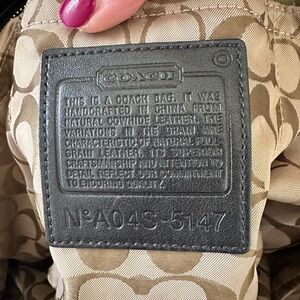 COACH
©
THIS IS A COACH BAG. IT WAS
HANDCRAFTED IN CHINA FROM
NATURAL COWHIDE LEATHER. THE
VARIATIONS IN THE GRAIN ARE
CHARACTERISTIC OF NATURAL FULL-
GRAIN LEATHER. ITS SUPERIOR
CRAFTSMANSHIP AND ATTENTION TO
DETAIL REFLECT OUR COMMITMENT
TO ENDURING QUALITY.
NºA04S-5147